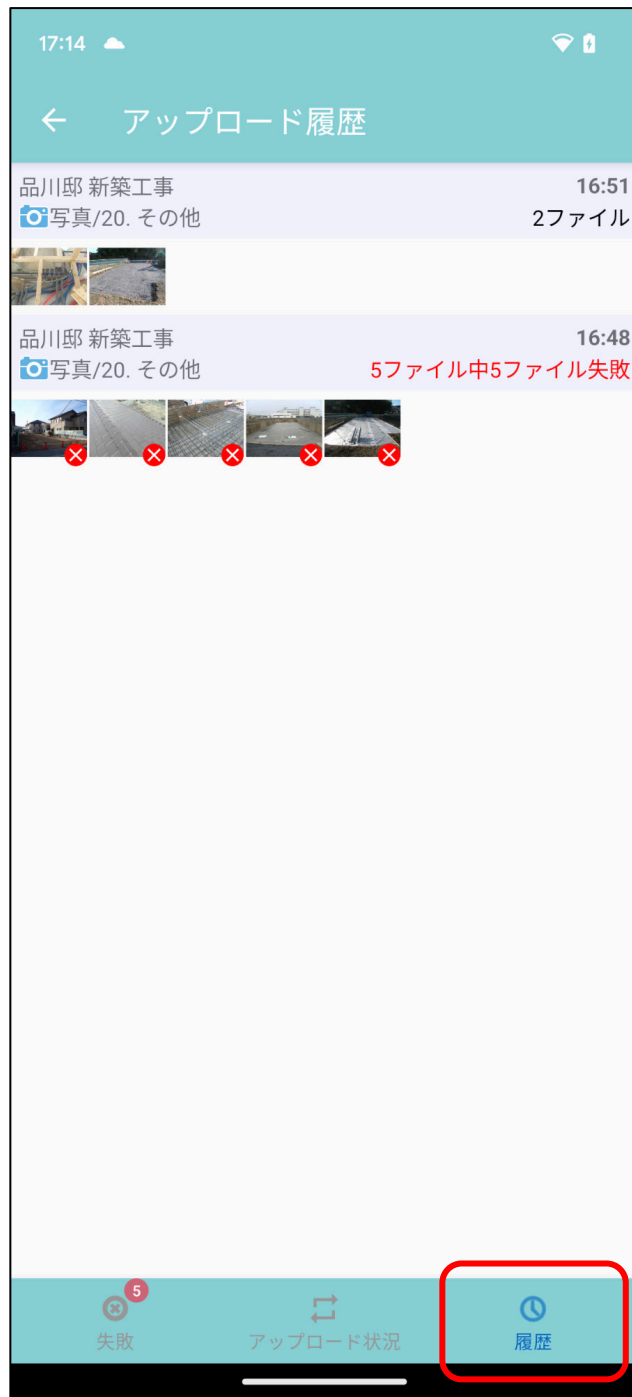 17:14
アップロード履歴
品川邸 新築工事 16:51
写真/20. その他 2ファイル
品川邸 新築工事 16:48
写真/20. その他 5ファイル中5ファイル失敗
5
失敗 アップロード状況 履歴